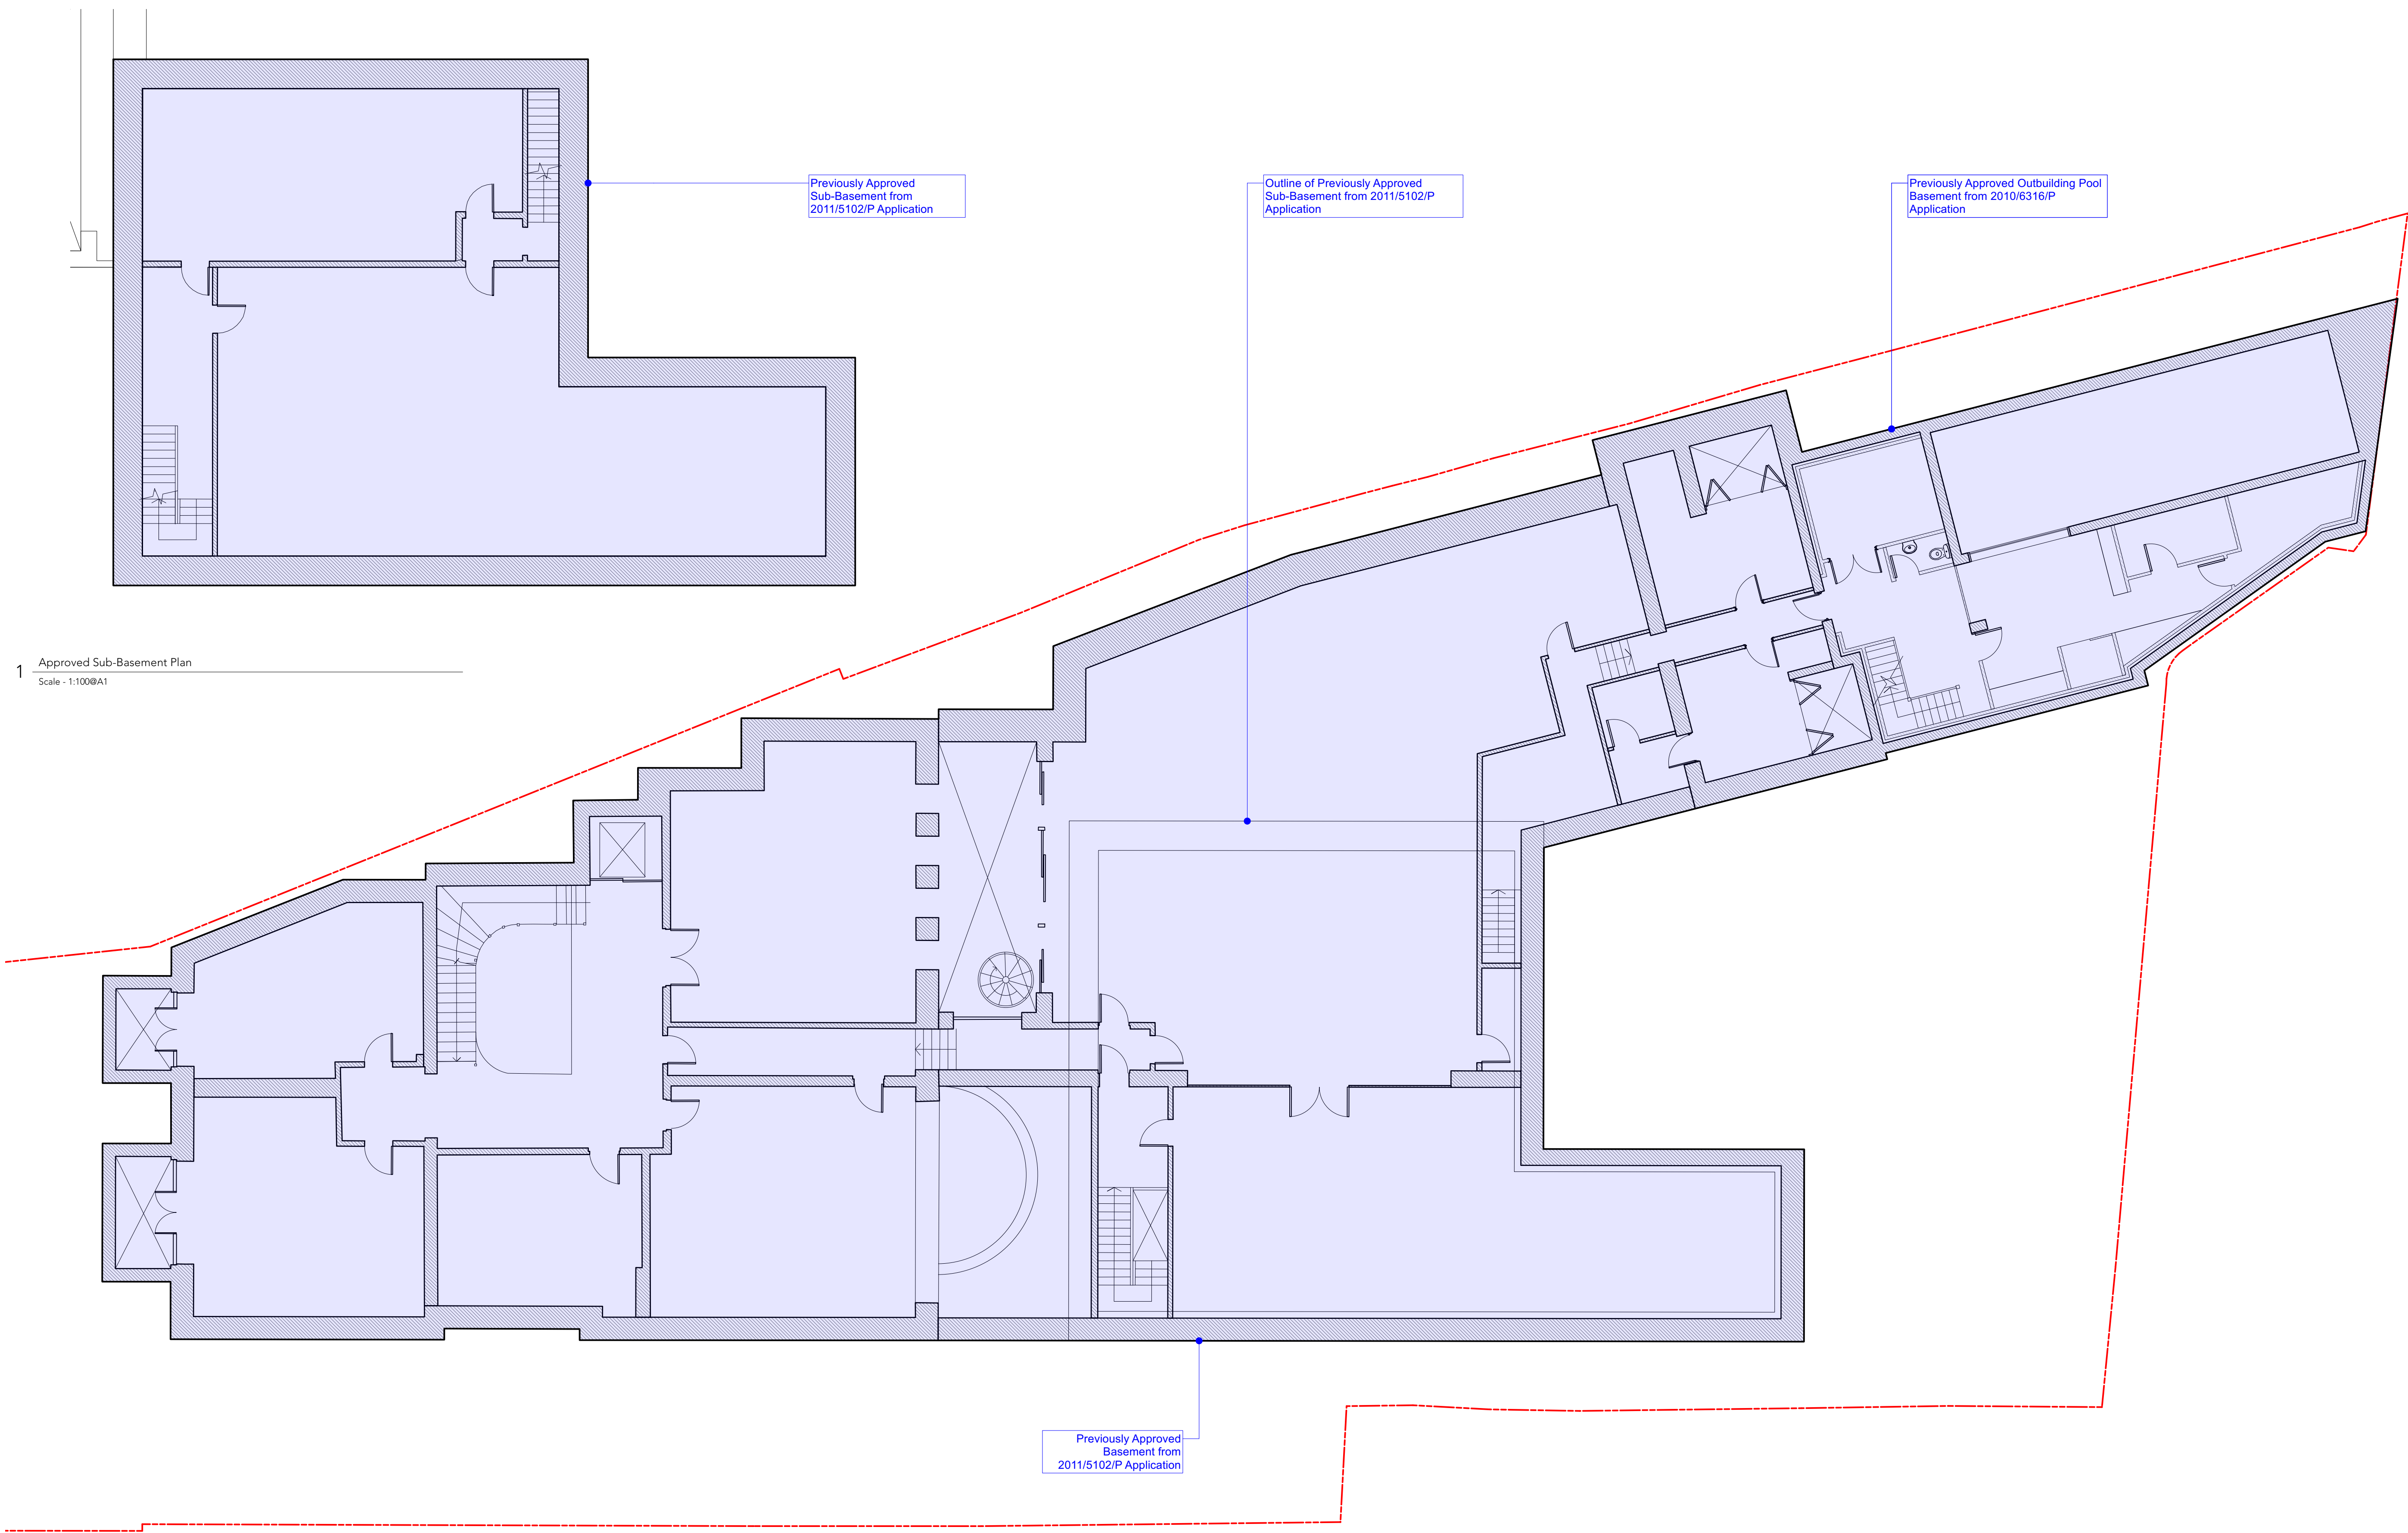 Previously Approved
Sub-Basement from
2011/5102/P Application
Outline of Previously Approved
Sub-Basement from 2011/5102/P
Application
Previously Approved Outbuilding Pool
Basement from 2010/6316/P
Application
1
Approved Sub-Basement Plan
Scale - 1:100@A1
Previously Approved
Basement from
2011/5102/P Application